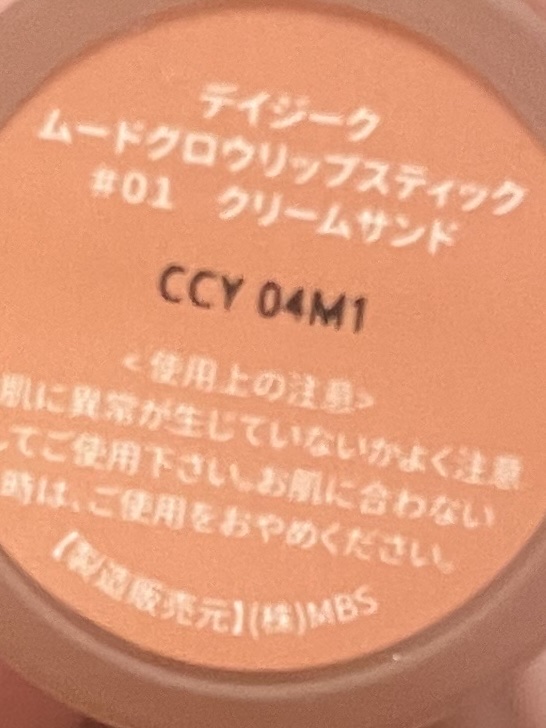 デイジーク
ムードグロウリップスティック
#01 クリームサンド
CCY 04M1
<使用上の注意>
肌に異常が生じていないかよく注意
してご使用下さい。お肌に合わない
時は、ご使用をおやめください。
【製造販売元】(株)MBS